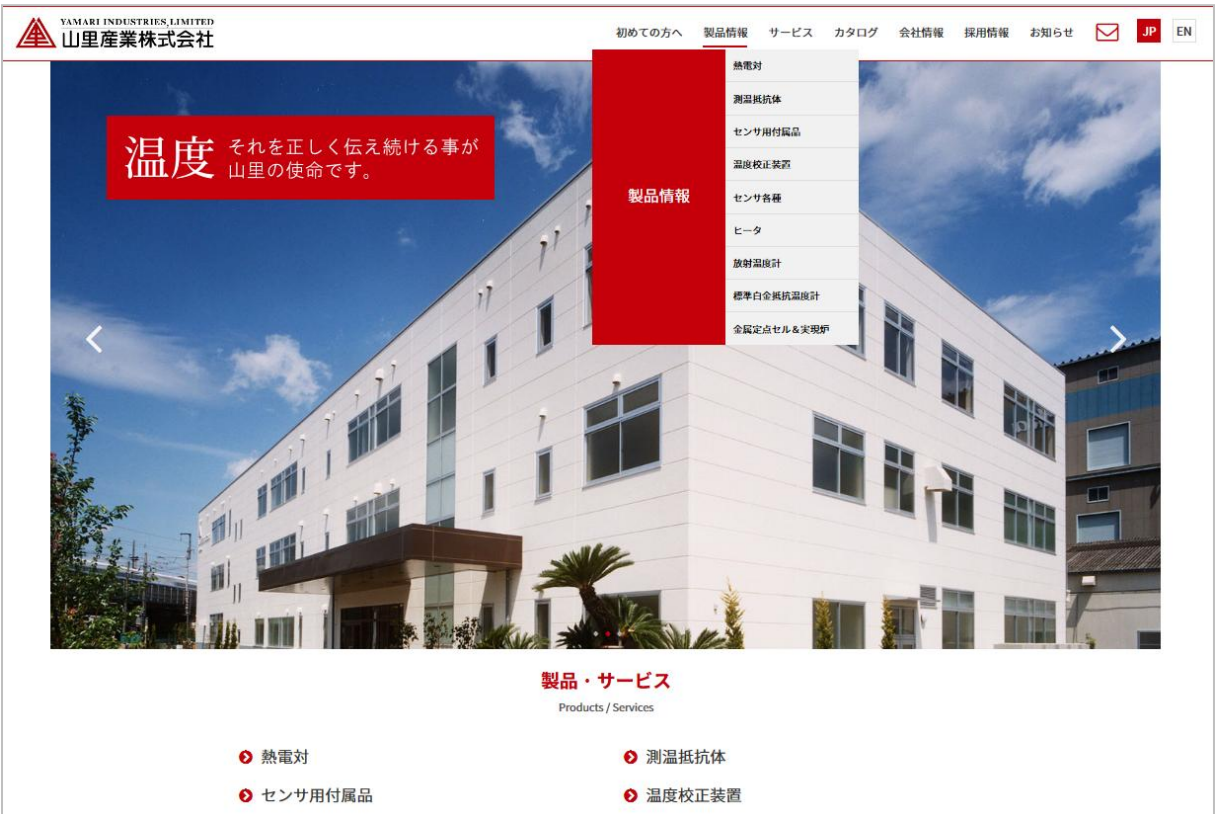 YAMARI INDUSTRIES,LIMITED
山里産業株式会社
初めての方へ 製品情報 サービス カタログ 会社情報 採用情報 お知らせ JP EN
温度 それを正しく伝え続ける事が
山里の使命です。
製品情報
熱電対
測温抵抗体
センサ用付属品
温度校正装置
センサ各種
ヒータ
放射温度計
標準白金抵抗温度計
金属定点セル＆実現炉
製品・サービス
Products / Services
熱電対
測温抵抗体
センサ用付属品
温度校正装置